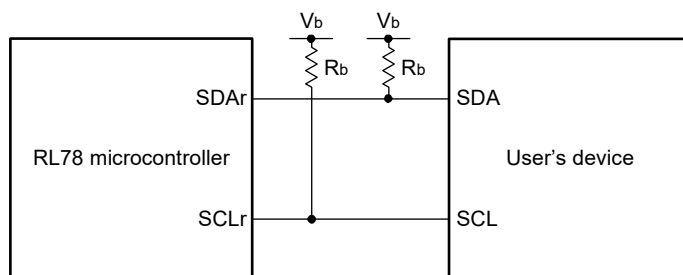 Vb Vb
Rb Rb
SDAr SDA
RL78 microcontroller User's device
SCLr SCL